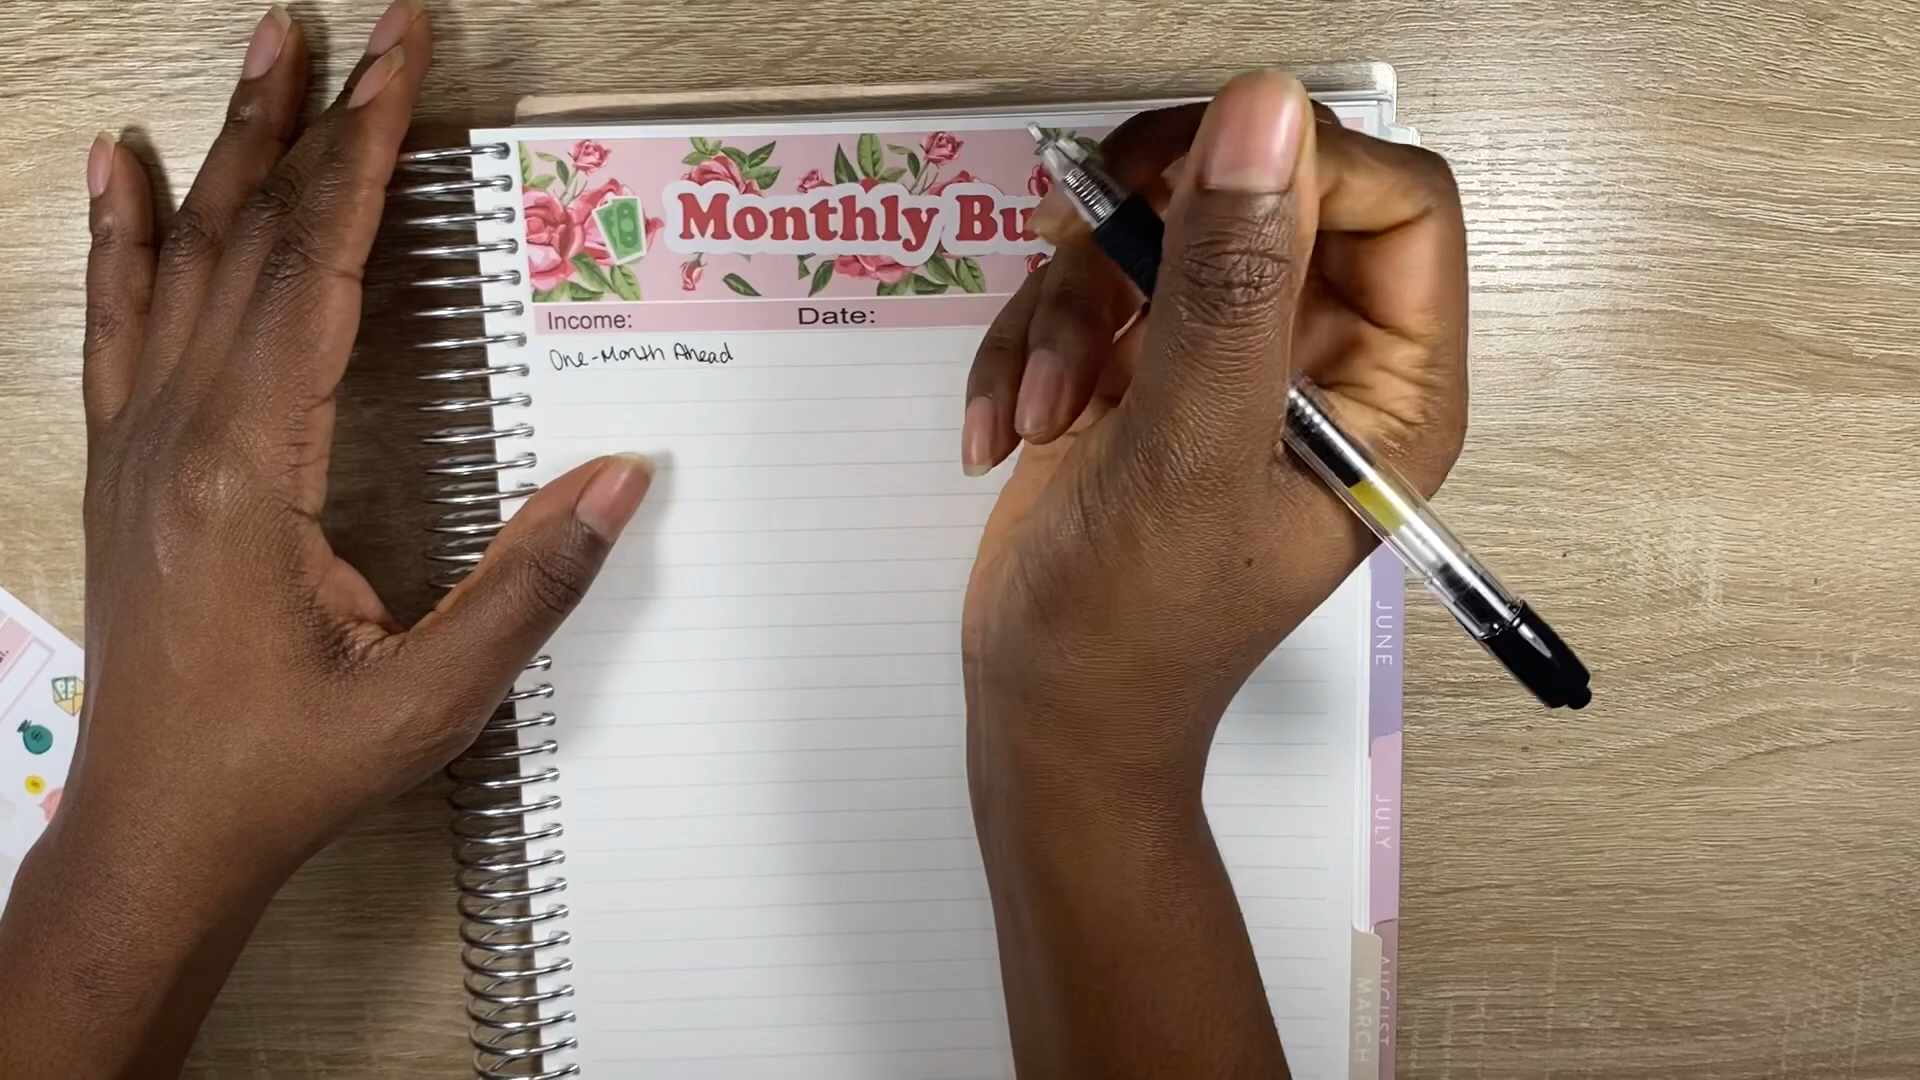 Monthly Bu
Income: Date:
One-Month Ahead
JUNE
JULY
AUGUST
MARCH